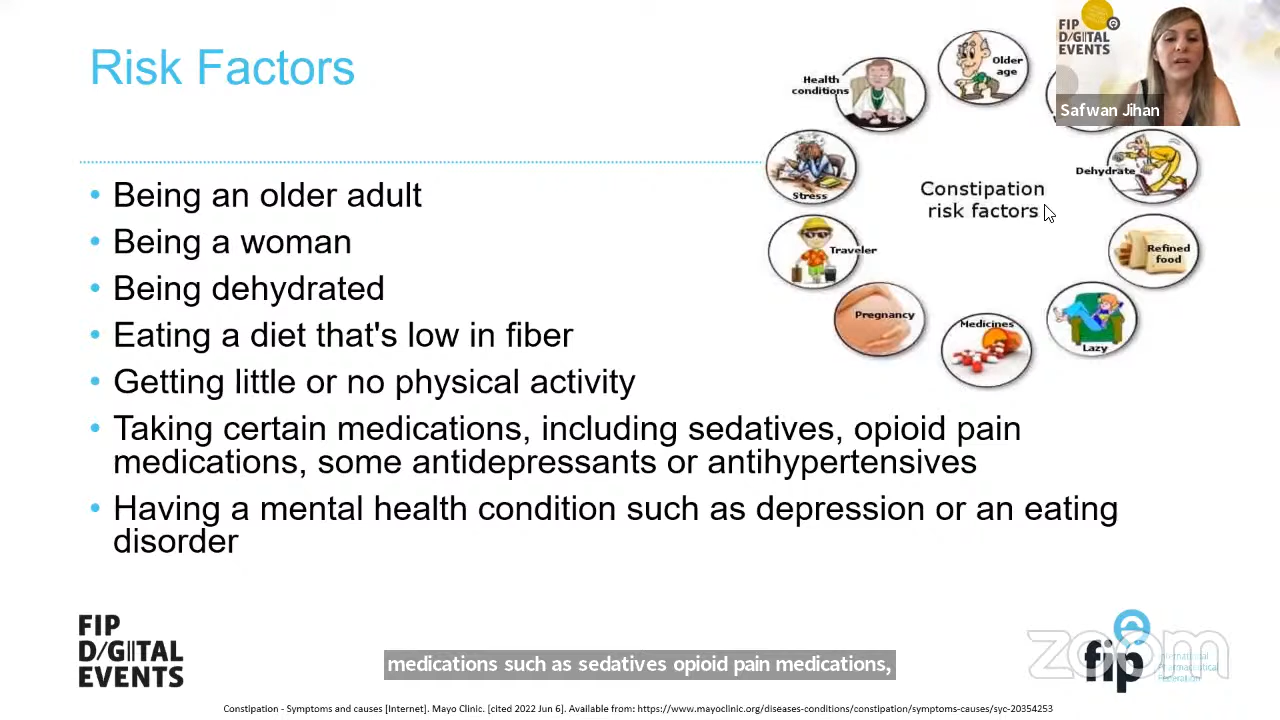 Risk Factors
FIP
D/G/TAL
EVENTS
Safwan Jihan
Older
age
Health
conditions
Stress
Dehydrate
Constipation
risk factors
Traveler
Refined
food
Pregnancy
Medicines
Lazy
• Being an older adult
• Being a woman
• Being dehydrated
• Eating a diet that's low in fiber
• Getting little or no physical activity
• Taking certain medications, including sedatives, opioid pain
medications, some antidepressants or antihypertensives
• Having a mental health condition such as depression or an eating
disorder
FIP
D/G/TAL
EVENTS
medications such as sedatives opioid pain medications,
zoom
fip
International
Pharmaceutical
Federation
Constipation - Symptoms and causes [Internet]. Mayo Clinic. [cited 2022 Jun 6]. Available from: https://www.mayoclinic.org/diseases-conditions/constipation/symptoms-causes/syc-20354253